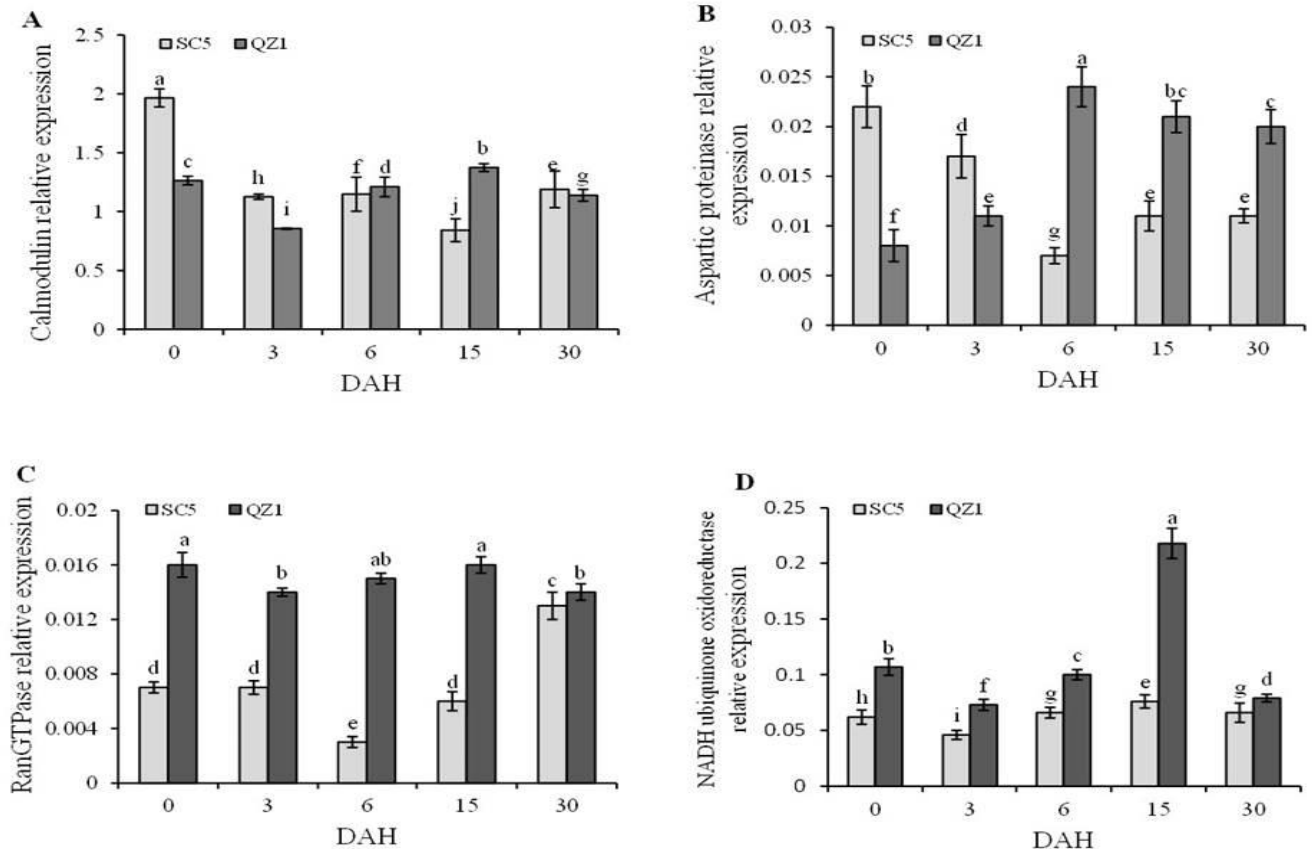 A
Calmodulin relative expression
2.5
2
1.5
1
0.5
0
SC5 QZ1
a
c
h
i
f
d
j
b
e
g
0 3 6 15 30
DAH
B
Aspartic proteinase relative
expression
0.03
0.025
0.02
0.015
0.01
0.005
0
SC5 QZ1
b
f
d
e
g
a
e
bc
e
c
0 3 6 15 30
DAH
C
RanGTPase relative expression
0.02
0.016
0.012
0.008
0.004
0
SC5 QZ1
d
a
d
b
e
ab
d
a
c
b
0 3 6 15 30
DAH
D
NADH ubiquinone oxidoreductase
relative expression
0.25
0.2
0.15
0.1
0.05
0
SC5 QZ1
h
b
i
f
g
c
e
a
g
d
0 3 6 15 30
DAH